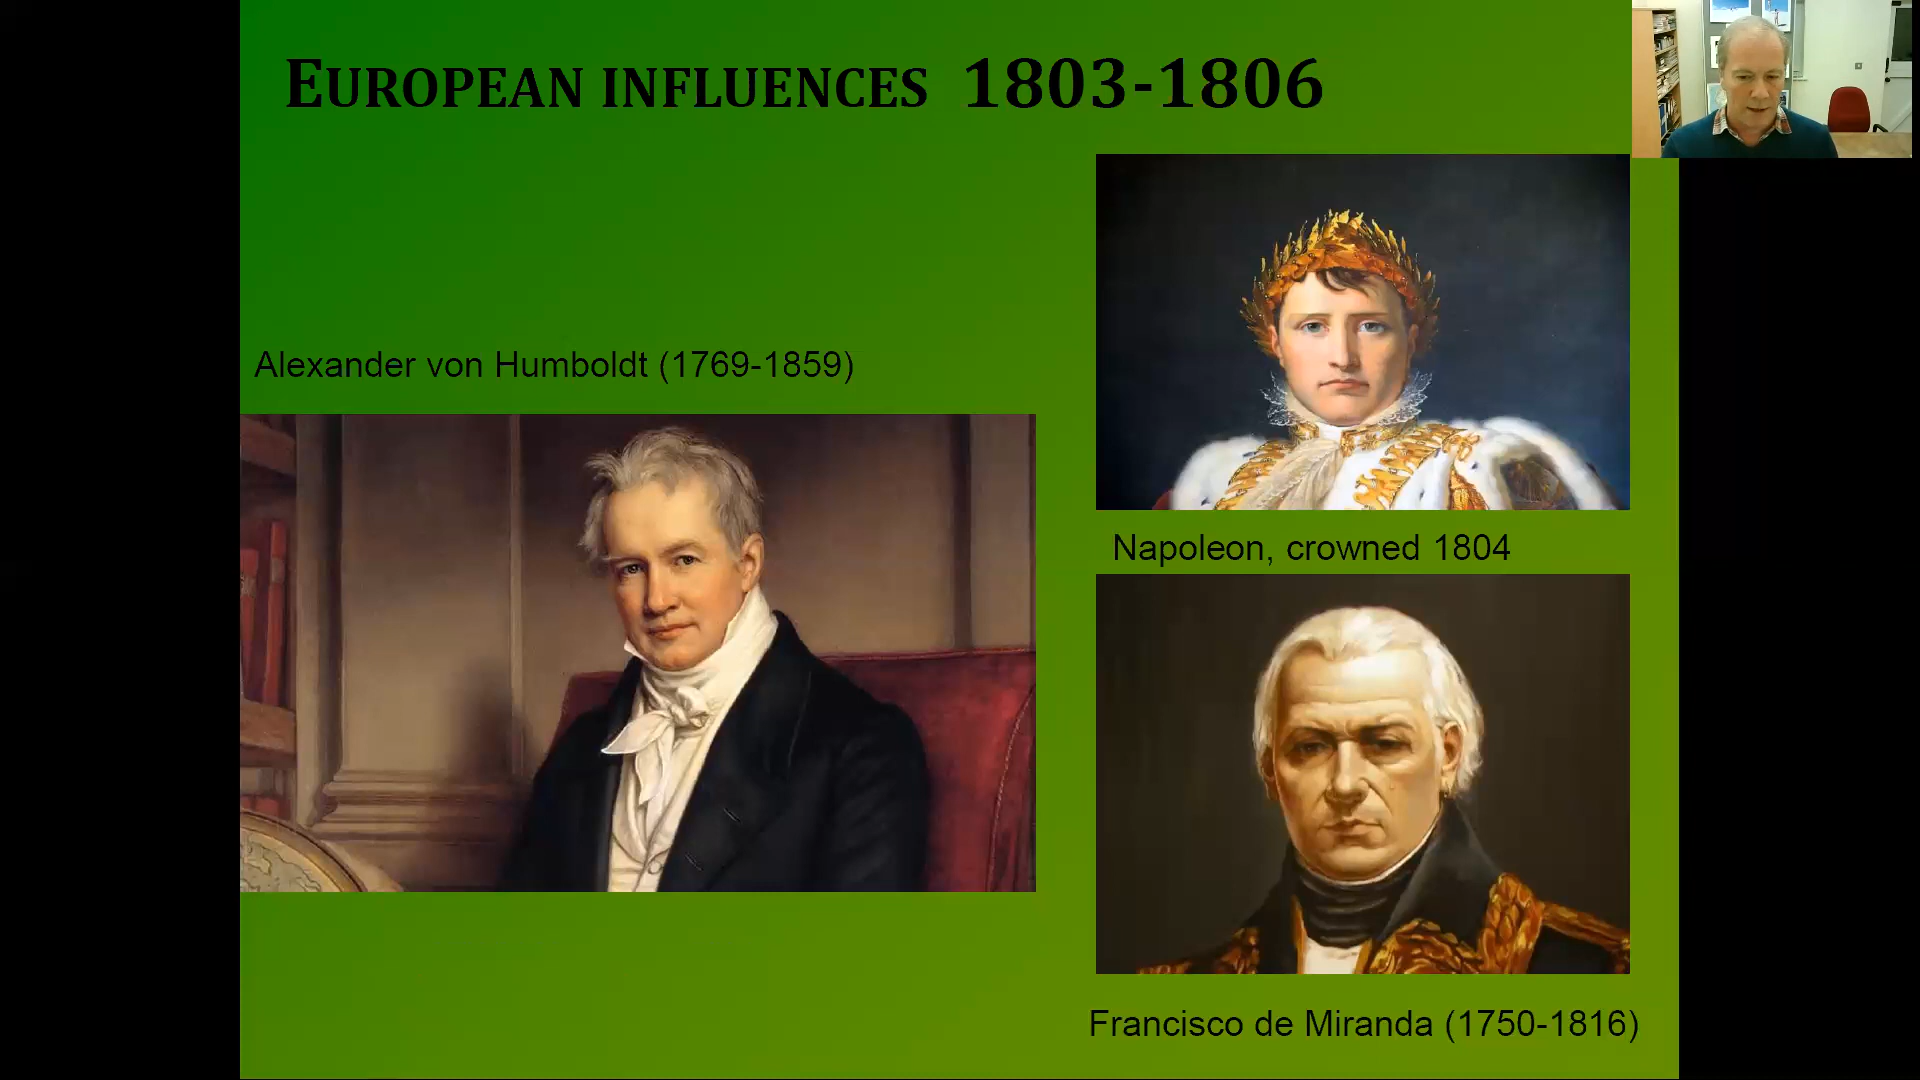 EUROPEAN INFLUENCES 1803-1806
Alexander von Humboldt (1769-1859)
Napoleon, crowned 1804
Francisco de Miranda (1750-1816)